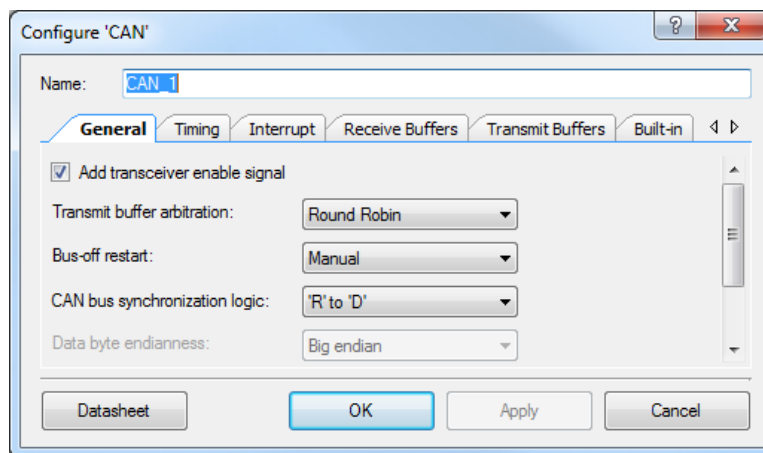 Configure 'CAN'
Name: CAN_1
General Timing Interrupt Receive Buffers Transmit Buffers Built-in
Add transceiver enable signal
Transmit buffer arbitration: Round Robin
Bus-off restart: Manual
CAN bus synchronization logic: 'R' to 'D'
Data byte endianness: Big endian
Datasheet OK Apply Cancel